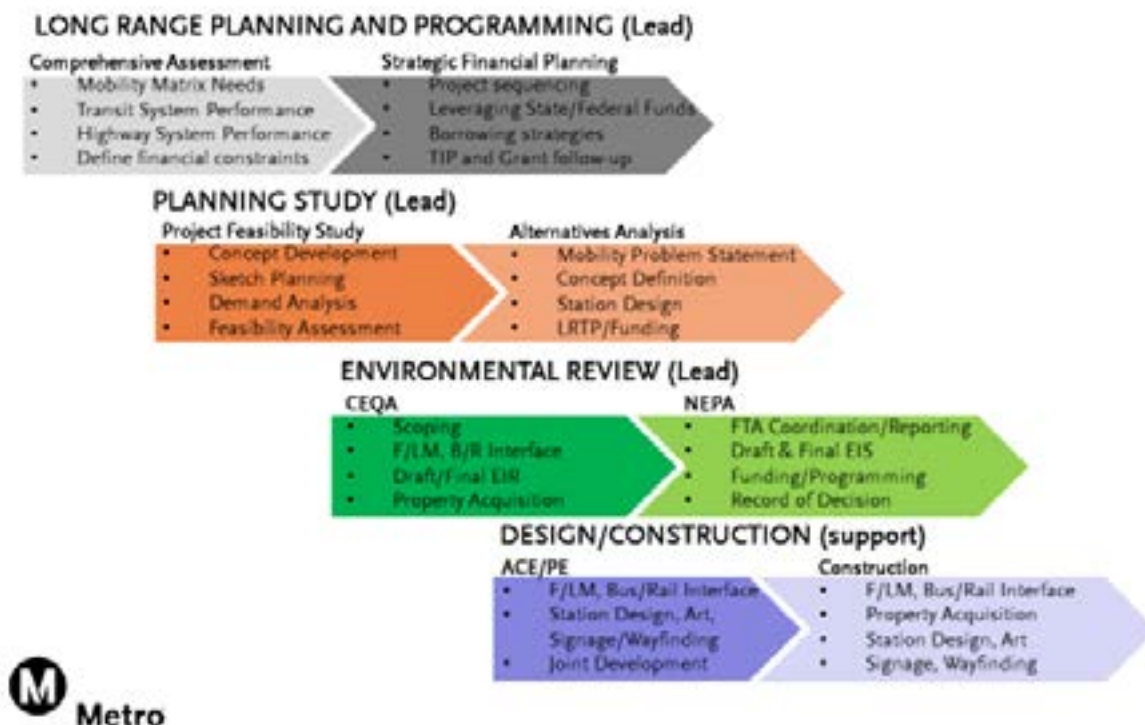 LONG RANGE PLANNING AND PROGRAMMING (Lead)
Comprehensive Assessment
• Mobility Matrix Needs
• Transit System Performance
• Highway System Performance
• Define financial constraints
Strategic Financial Planning
• Project sequencing
• Leveraging State/Federal Funds
• Borrowing strategies
• TIP and Grant follow-up
PLANNING STUDY (Lead)
Project Feasibility Study
• Concept Development
• Sketch Planning
• Demand Analysis
• Feasibility Assessment
Alternatives Analysis
• Mobility Problem Statement
• Concept Definition
• Station Design
• LRTP/Funding
ENVIRONMENTAL REVIEW (Lead)
CEQA
• Scoping
• F/LM, B/R Interface
• Draft/Final EIR
• Property Acquisition
NEPA
• FTA Coordination/Reporting
• Draft & Final EIS
• Funding/Programming
• Record of Decision
DESIGN/CONSTRUCTION (support)
ACE/PE
• F/LM, Bus/Rail Interface
• Station Design, Art,
Signage/Wayfinding
• Joint Development
Construction
• F/LM, Bus/Rail Interface
• Property Acquisition
• Station Design, Art
• Signage, Wayfinding
M
Metro